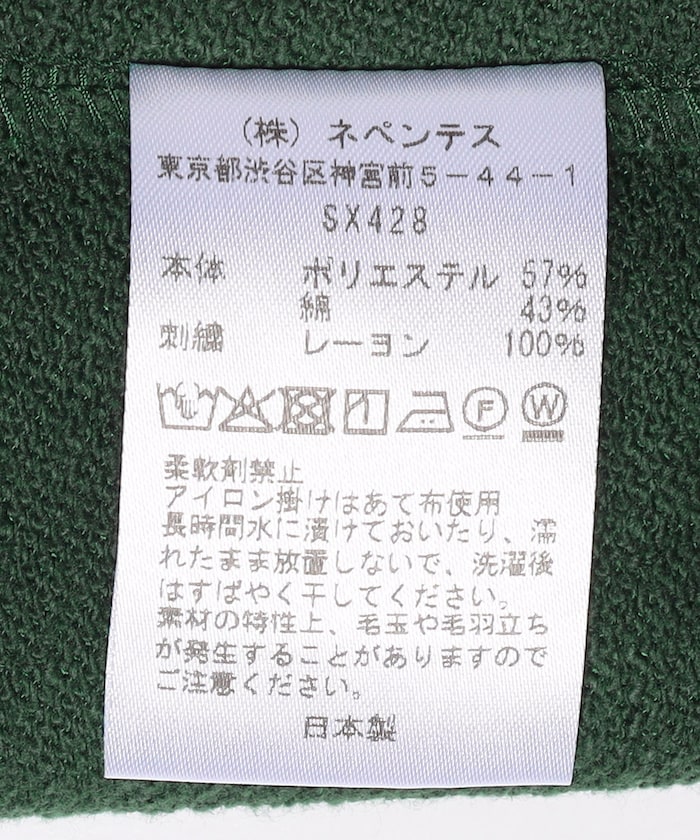 （株）ネペンテス
東京都渋谷区神宮前５－４４－１
SX428
本体 ポリエステル 57%
綿 43%
刺繍 レーヨン 100%
F W
柔軟剤禁止
アイロン掛けはあて布使用
長時間水に漬けておいたり、濡
れたまま放置しないで、洗濯後
はすばやく干してください。
素材の特性上、毛玉や毛羽立ち
が発生することがありますので
ご注意ください。
日本製